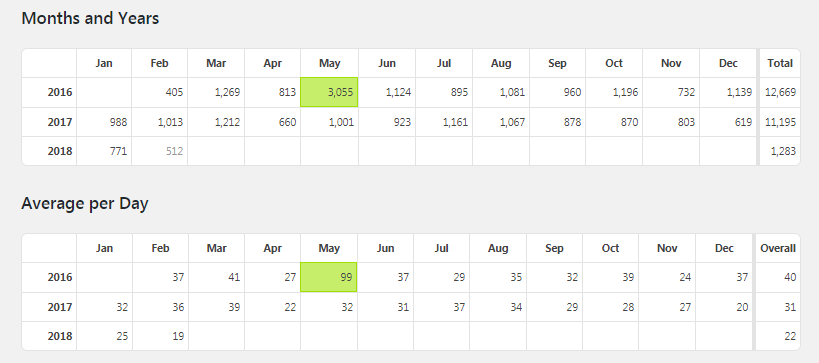 Months and Years
Jan Feb Mar Apr May Jun Jul Aug Sep Oct Nov Dec Total
2016 405 1,269 813 3,055 1,124 895 1,081 960 1,196 732 1,139 12,669
2017 988 1,013 1,212 660 1,001 923 1,161 1,067 878 870 803 619 11,195
2018 771 512 1,283
Average per Day
Jan Feb Mar Apr May Jun Jul Aug Sep Oct Nov Dec Overall
2016 37 41 27 99 37 29 35 32 39 24 37 40
2017 32 36 39 22 32 31 37 34 29 28 27 20 31
2018 25 19 22